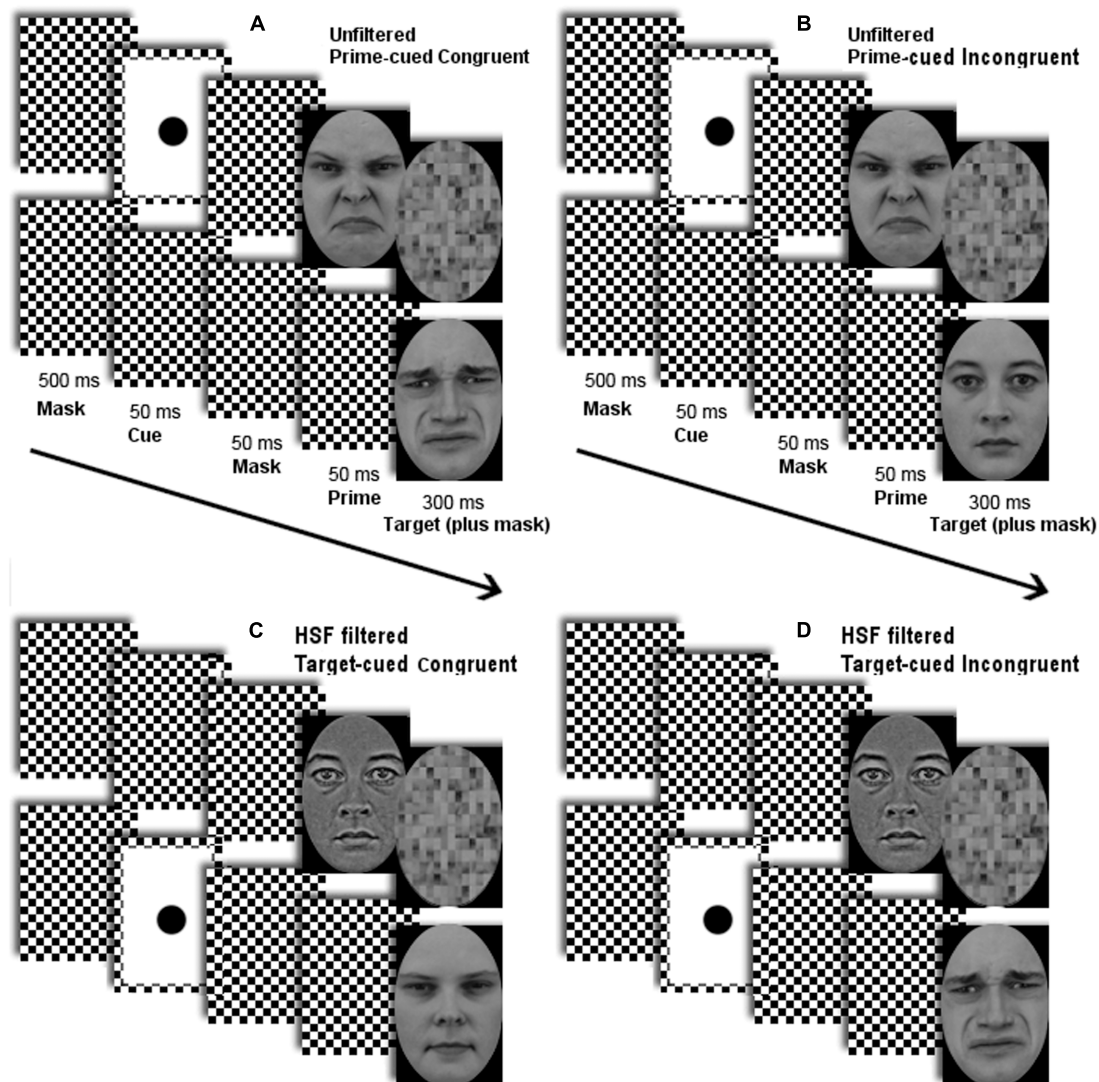 A
Unfiltered
Prime-cued Congruent
500 ms
Mask
50 ms
Cue
50 ms
Mask
50 ms
Prime
300 ms
Target (plus mask)
B
Unfiltered
Prime-cued Incongruent
500 ms
Mask
50 ms
Cue
50 ms
Mask
50 ms
Prime
300 ms
Target (plus mask)
C
HSF filtered
Target-cued Congruent
D
HSF filtered
Target-cued Incongruent